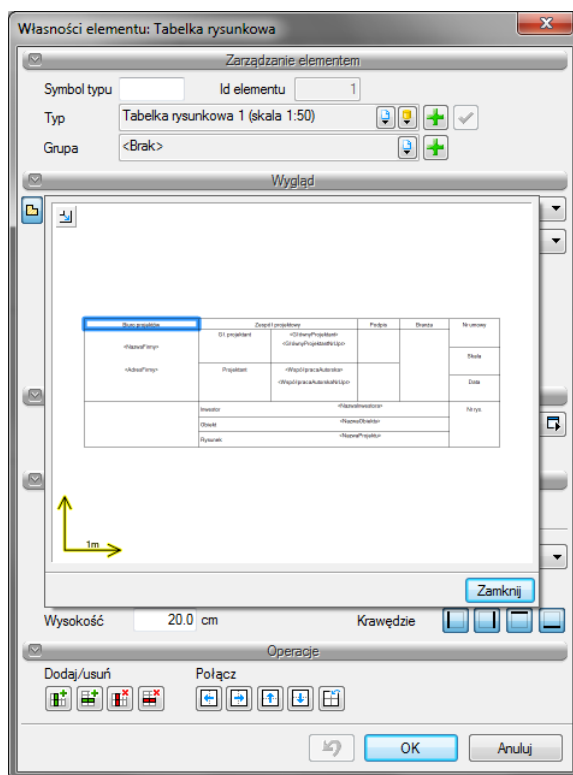 Własności elementu: Tabelka rysunkowa
Zarządzanie elementem
Symbol typu Id elementu 1
Typ Tabelka rysunkowa 1 (skala 1:50)
Grupa <Brak>
Wygląd
Biuro projektów Zespół projektowy Podpis Branża Nr umowy
Gł. projektant <GłównyProjektant>
<NazwaFirmy> <GłównyProjektantNrUpr>
Skala
<AdresFirmy> Projektant <WspółpracaAutorska>
<WspółpracaAutorskaNrUpr> Data
Inwestor <NazwaInwestora> Nr rys
Obiekt <NazwaObiektu>
Rysunek <NazwaProjektu>
1m
Zamknij
Wysokość 20.0 cm Krawędzie
Operacje
Dodaj/usuń Połącz
OK Anuluj